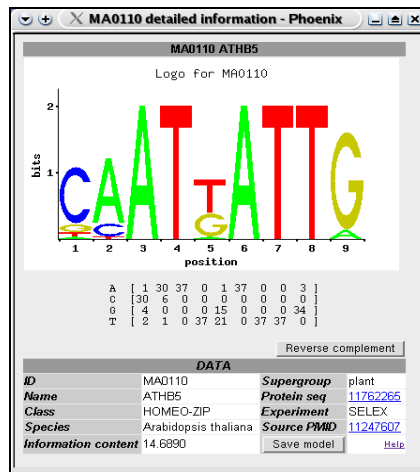 MA0110 detailed information - Phoenix
MA0110 ATHB5
Logo for MA0110
bits
2
1
C A A T T A T T G
G C G A
T T
A
1 2 3 4 5 6 7 8 9
position
A [ 1 30 37 0 1 37 0 0 3 ]
C [30 6 0 0 0 0 0 0 0 ]
G [ 4 0 0 0 15 0 0 0 34 ]
T [ 2 1 0 37 21 0 37 37 0 ]
Reverse complement
DATA
ID MA0110 Supergroup plant
Name ATHB5 Protein seq 11762265
Class HOMEO-ZIP Experiment SELEX
Species Arabidopsis thaliana Source PMID 11247607
Information content 14.6890 Save model Help